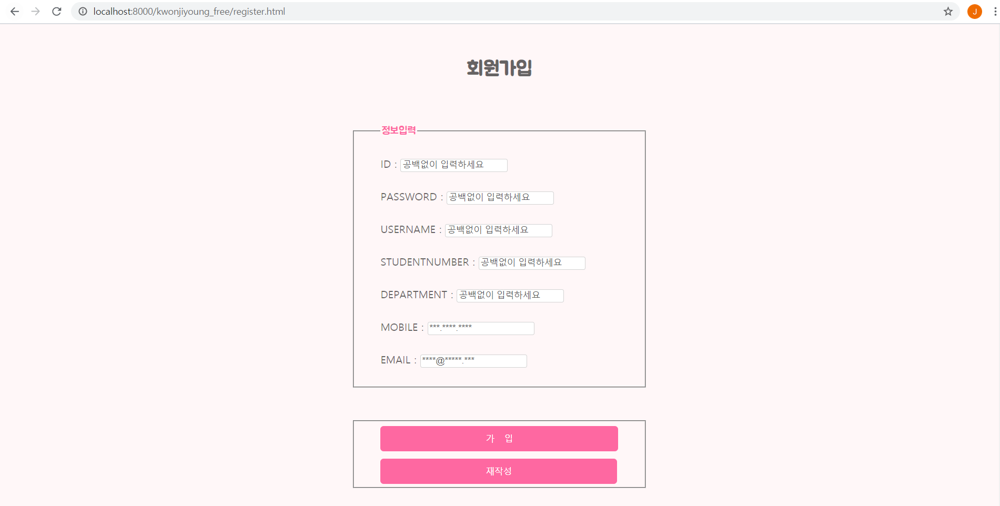 localhost:8000/kwonjiyoung_free/register.html
J
회원가입
정보입력
ID : 공백없이 입력하세요
PASSWORD : 공백없이 입력하세요
USERNAME : 공백없이 입력하세요
STUDENTNUMBER : 공백없이 입력하세요
DEPARTMENT : 공백없이 입력하세요
MOBILE : ***.****.****
EMAIL : ****@*****.***
가 입
재작성